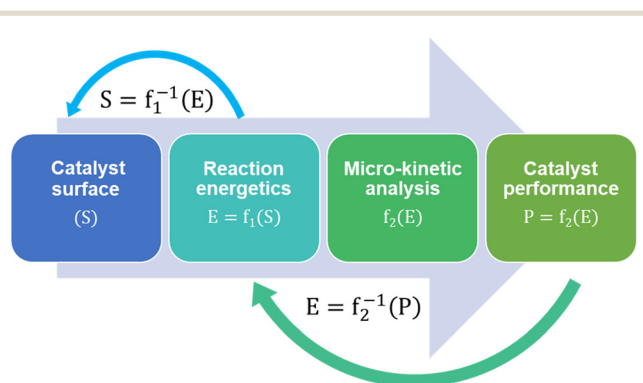 S = f₁⁻¹(E)
Catalyst
surface
(S)
Reaction
energetics
E = f₁(S)
Micro-kinetic
analysis
f₂(E)
Catalyst
performance
P = f₂(E)
E = f₂⁻¹(P)